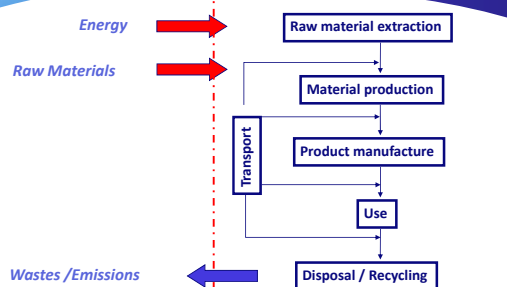 Energy
Raw material extraction
Raw Materials
Material production
Transport
Product manufacture
Use
Wastes /Emissions
Disposal / Recycling